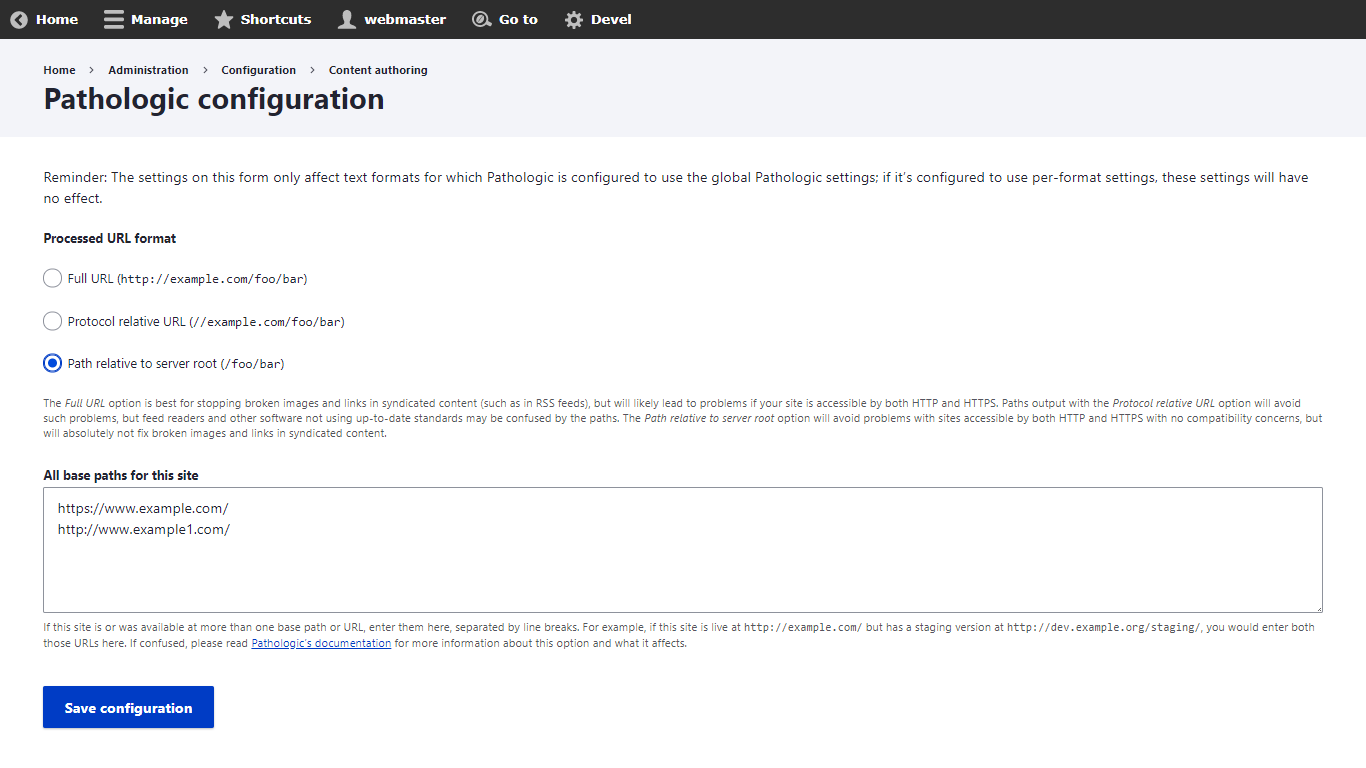 Home Manage Shortcuts webmaster Go to Devel
Home › Administration › Configuration › Content authoring
Pathologic configuration
Reminder: The settings on this form only affect text formats for which Pathologic is configured to use the global Pathologic settings; if it's configured to use per-format settings, these settings will have
no effect.
Processed URL format
Full URL (http://example.com/foo/bar)
Protocol relative URL (//example.com/foo/bar)
Path relative to server root (/foo/bar)
The Full URL option is best for stopping broken images and links in syndicated content (such as in RSS feeds), but will likely lead to problems if your site is accessible by both HTTP and HTTPS. Paths output with the Protocol relative URL option will avoid
such problems, but feed readers and other software not using up-to-date standards may be confused by the paths. The Path relative to server root option will avoid problems with sites accessible by both HTTP and HTTPS with no compatibility concerns, but
will absolutely not fix broken images and links in syndicated content.
All base paths for this site
https://www.example.com/
http://www.example1.com/
If this site is or was available at more than one base path or URL, enter them here, separated by line breaks. For example, if this site is live at http://example.com/ but has a staging version at http://dev.example.org/staging/, you would enter both
those URLs here. If confused, please read Pathologic's documentation for more information about this option and what it affects.
Save configuration